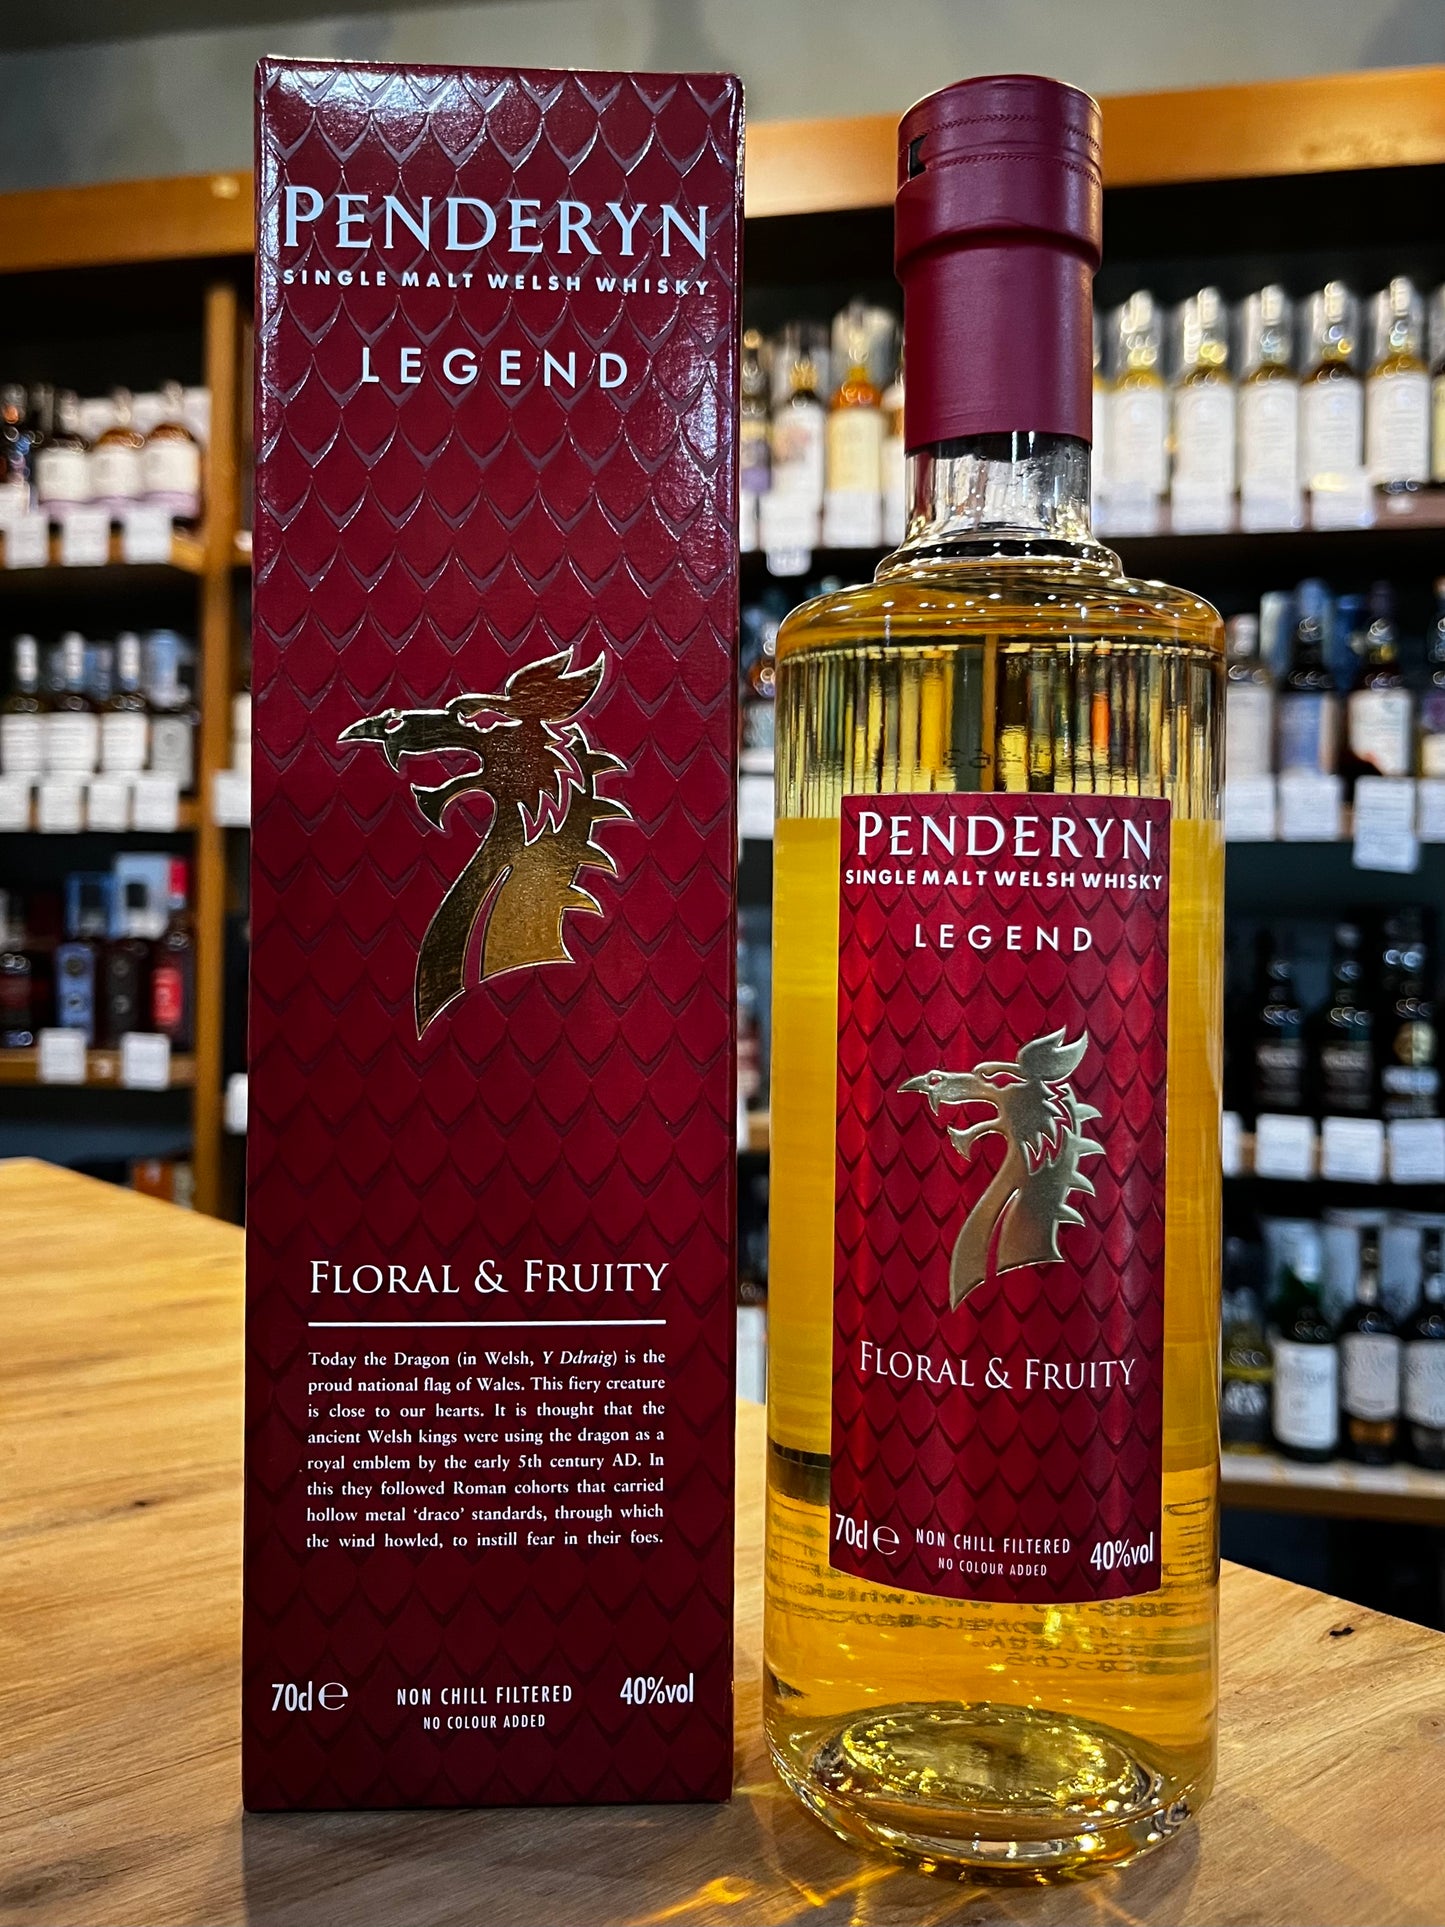 PENDERYN
SINGLE MALT WELSH WHISKY
LEGEND
FLORAL & FRUITY
Today the Dragon (in Welsh, Y Ddraig) is the
proud national flag of Wales. This fiery creature
is close to our hearts. It is thought that the
ancient Welsh kings were using the dragon as a
royal emblem by the early 5th century AD. In
this they followed Roman cohorts that carried
hollow metal ‘draco’ standards, through which
the wind howled, to instill fear in their foes.
70cl ℮ NON CHILL FILTERED 40%vol
NO COLOUR ADDED
PENDERYN
SINGLE MALT WELSH WHISKY
LEGEND
FLORAL & FRUITY
70cl ℮ NON CHILL FILTERED 40%vol
NO COLOUR ADDED